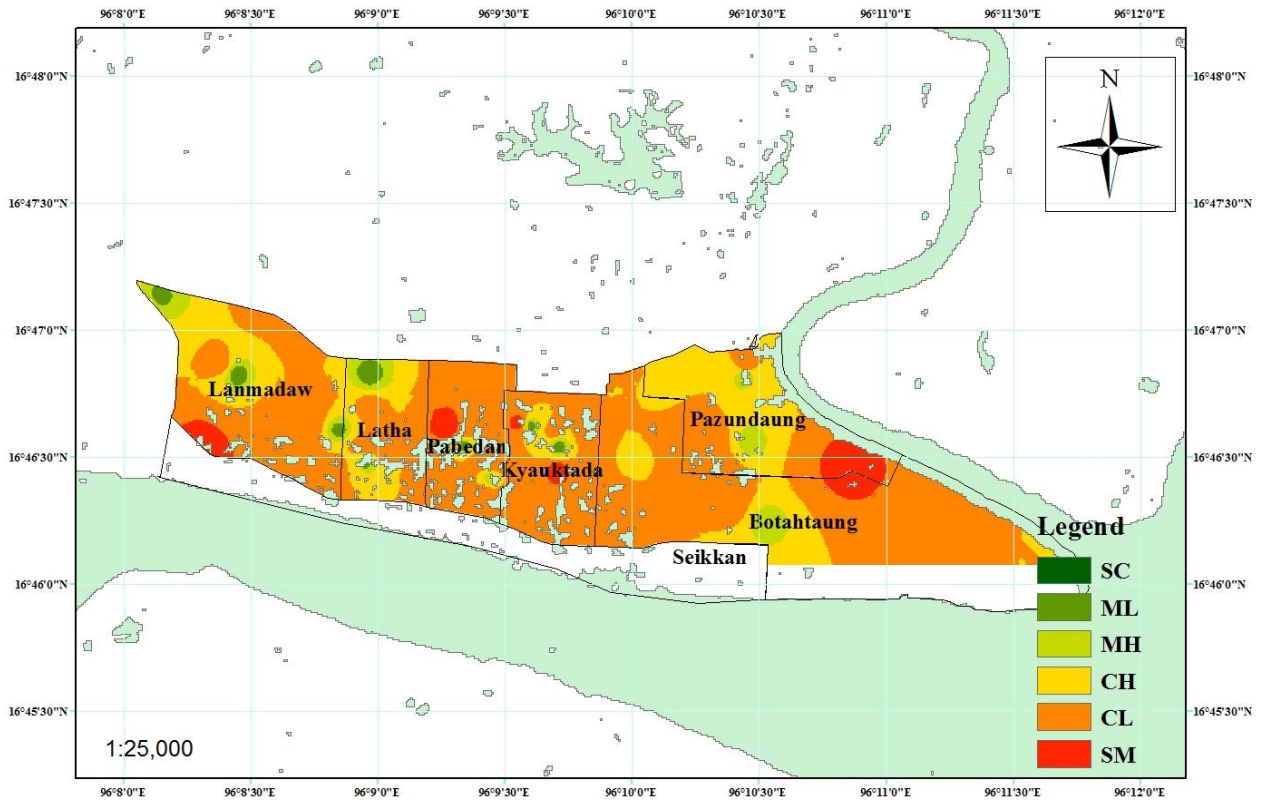 96°8'0"E 96°8'30"E 96°9'0"E 96°9'30"E 96°10'0"E 96°10'30"E 96°11'0"E 96°11'30"E 96°12'0"E
16°48'0"N 16°48'0"N
N
16°47'30"N 16°47'30"N
16°47'0"N 16°47'0"N
Lanmadaw
Pazundaung
Latha
Pabedan
16°46'30"N 16°46'30"N
Kyauktada
Botahtaung
Legend
Seikkan
SC
16°46'0"N 16°46'0"N
ML
MH
CH
16°45'30"N 16°45'30"N
CL
1:25,000
SM
96°8'0"E 96°8'30"E 96°9'0"E 96°9'30"E 96°10'0"E 96°10'30"E 96°11'0"E 96°11'30"E 96°12'0"E